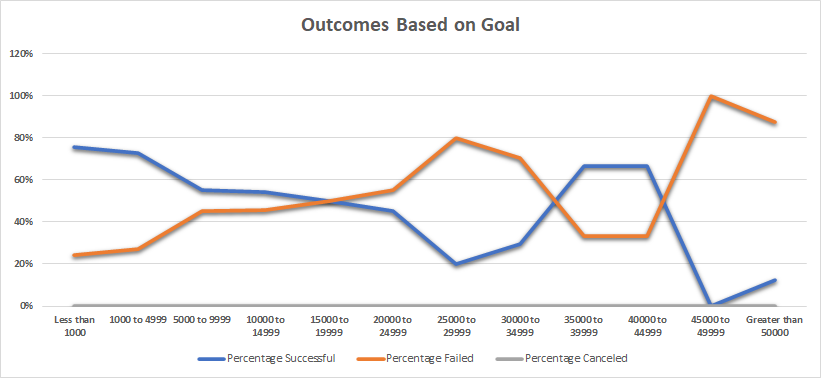 Outcomes Based on Goal
120%
100%
80%
60%
40%
20%
0%
Less than
1000
1000 to 4999
5000 to 9999
10000 to
14999
15000 to
19999
20000 to
24999
25000 to
29999
30000 to
34999
35000 to
39999
40000 to
44999
45000 to
49999
Greater than
50000
Percentage Successful
Percentage Failed
Percentage Canceled